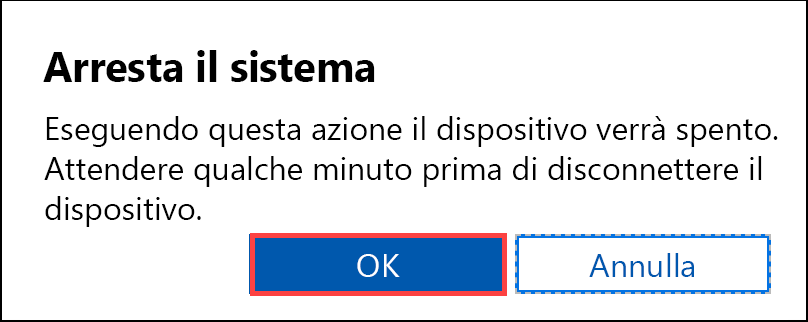 Arresta il sistema
Eseguendo questa azione il dispositivo verrà spento.
Attendere qualche minuto prima di disconnettere il
dispositivo.
OK
Annulla